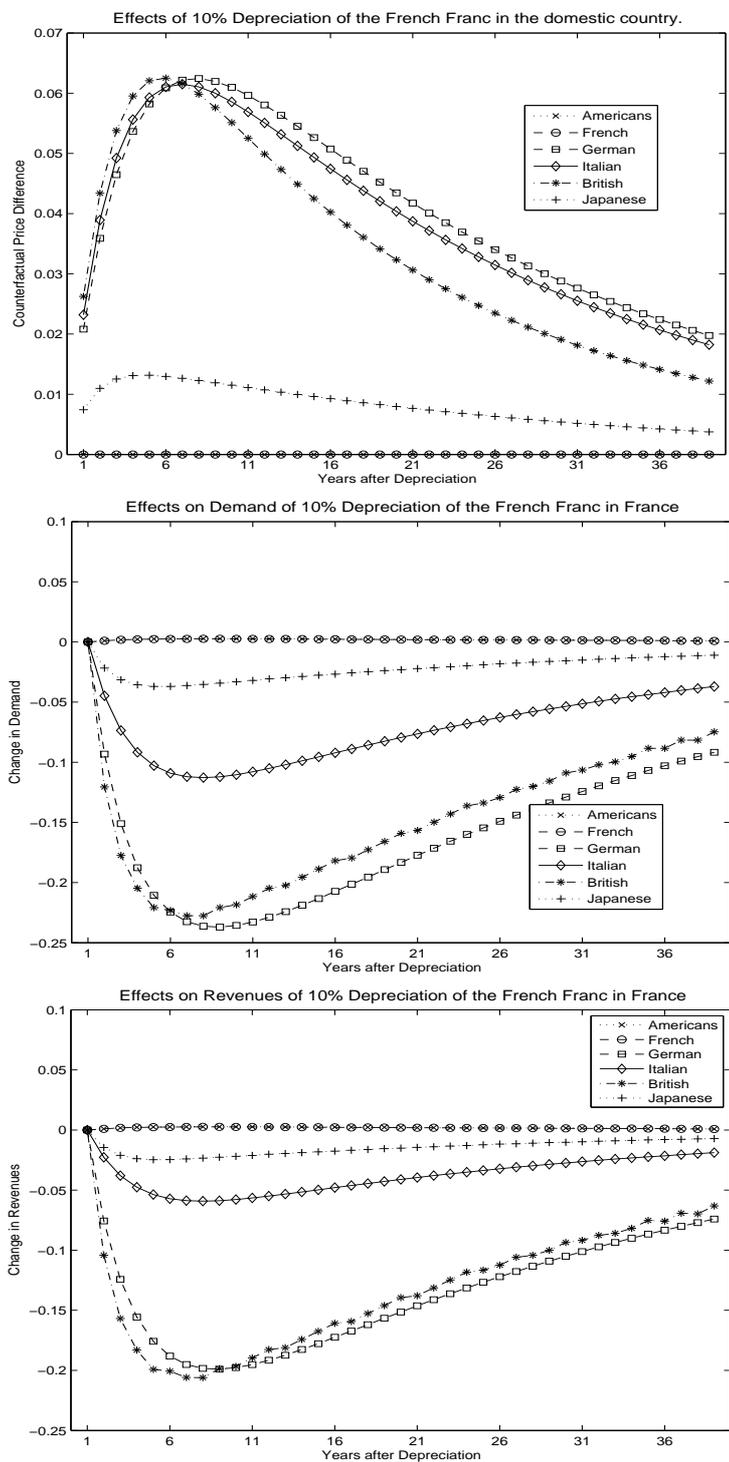 Effects of 10% Depreciation of the French Franc in the domestic country.
0.07
0.06
0.05
0.04
0.03
0.02
0.01
0
Counterfactual Price Difference
Americans
French
German
Italian
British
Japanese
1 6 11 16 21 26 31 36
Years after Depreciation
Effects on Demand of 10% Depreciation of the French Franc in France
0.1
0.05
0
−0.05
−0.1
−0.15
−0.2
−0.25
Change in Demand
Americans
French
German
Italian
British
Japanese
1 6 11 16 21 26 31 36
Years after Depreciation
Effects on Revenues of 10% Depreciation of the French Franc in France
0.1
0.05
0
−0.05
−0.1
−0.15
−0.2
−0.25
Change in Revenues
Americans
French
German
Italian
British
Japanese
1 6 11 16 21 26 31 36
Years after Depreciation